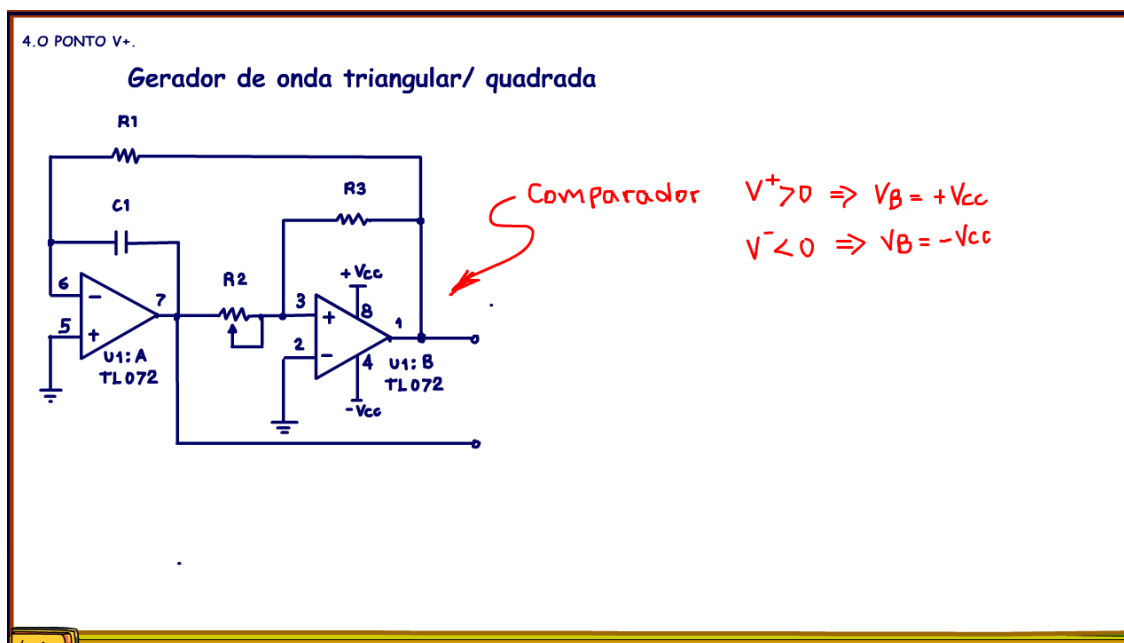 4.O PONTO V+.
Gerador de onda triangular/ quadrada
R1
R3
Comparador V⁺>0 => VB = +Vcc
V⁻<0 => VB = -Vcc
C1
R2
+Vcc
6
-
7
3
+
8
1
5
+
2
-
4
U1:A
TL072
U1:B
TL072
-Vcc